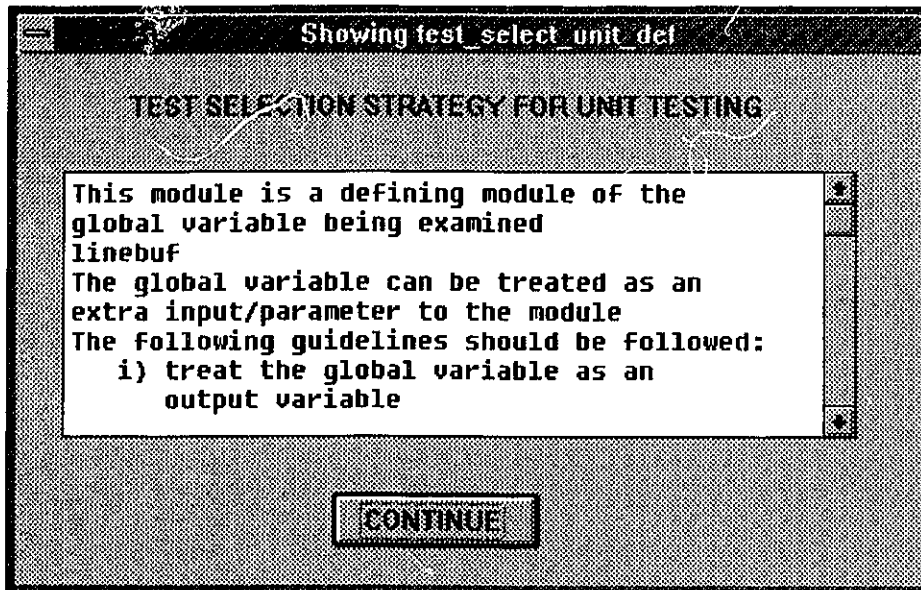 Showing test_select_unit_def
TEST SELECTION STRATEGY FOR UNIT TESTING
This module is a defining module of the
global variable being examined
linebuf
The global variable can be treated as an
extra input/parameter to the module
The following guidelines should be followed:
i) treat the global variable as an
output variable
CONTINUE